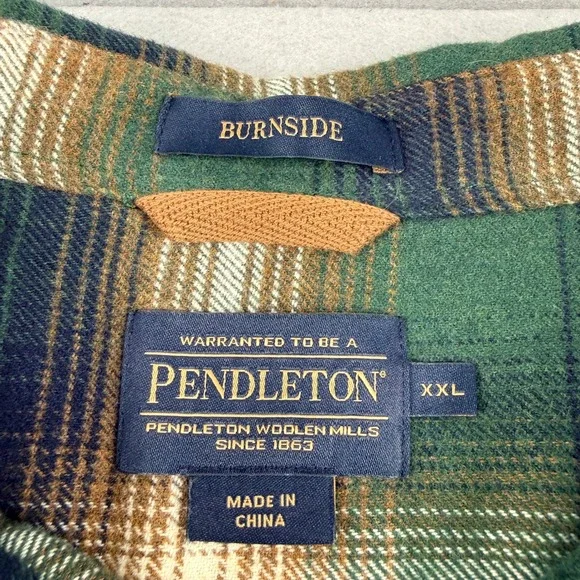 BURNSIDE
WARRANTED TO BE A
PENDLETON®
XXL
PENDLETON WOOLEN MILLS
SINCE 1863
MADE IN
CHINA